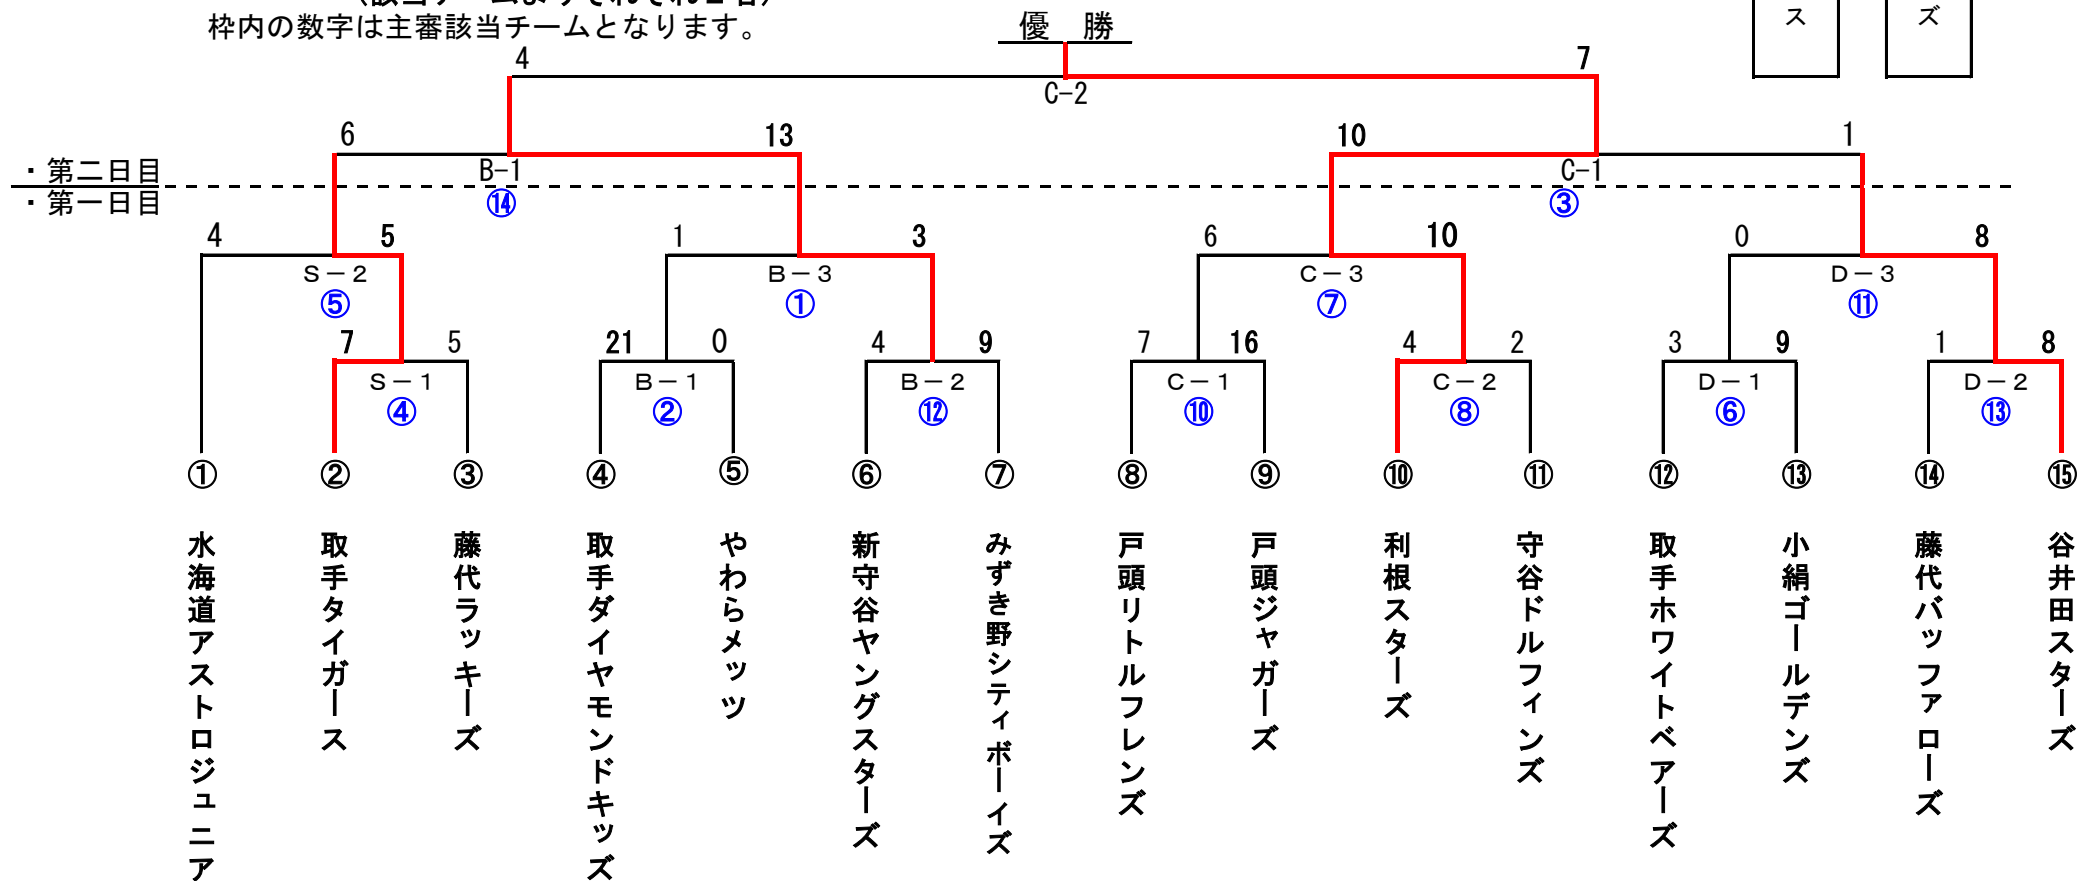 枠内の数字は主審該当チームとなります。
優 勝
ス
ズ
4
7
C-2
6
13
10
1
・第二日目
B-1
C-1
・第一日目
⑭
③
4
5
1
3
6
10
0
8
S-2
B-3
C-3
D-3
⑤
①
⑦
⑪
7
5
21
0
4
9
7
16
4
2
3
9
1
8
S-1
B-1
B-2
C-1
C-2
D-1
D-2
④
②
⑫
⑩
⑧
⑥
⑬
①
②
③
④
⑤
⑥
⑦
⑧
⑨
⑩
⑪
⑫
⑬
⑭
⑮
水海道アストロジュニア
取手タイガース
藤代ラッキーズ
取手ダイヤモンドキッズ
やわらメッツ
新守谷ヤングスターズ
みずき野シティボーイズ
戸頭リトルフレンズ
戸頭ジャガーズ
利根スターズ
守谷ドルフィンズ
取手ホワイトベアーズ
小絹ゴールデンズ
藤代バッファローズ
谷井田スターズ